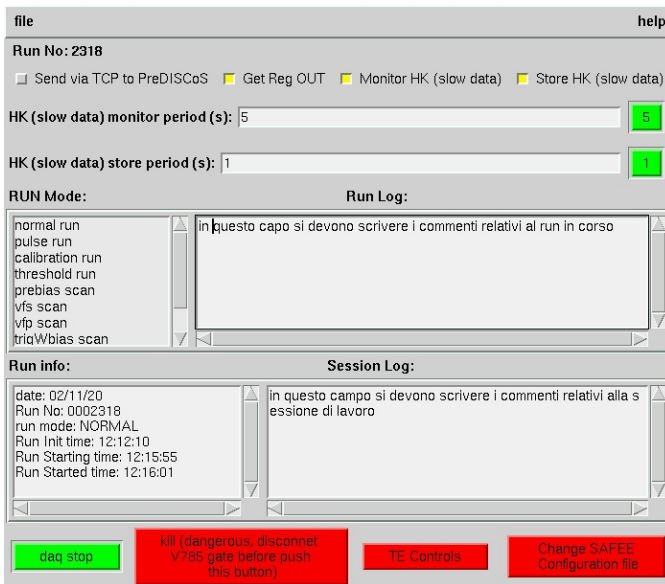 file help
Run No: 2318
Send via TCP to PreDISCoS Get Reg OUT Monitor HK (slow data) Store HK (slow data)
HK (slow data) monitor period (s): 5 5
HK (slow data) store period (s): 1 1
RUN Mode: Run Log:
normal run
pulse run
calibration run
threshold run
prebias scan
vfs scan
vfp scan
trigWbias scan
in questo capo si devono scrivere i commenti relativi al run in corso
Run info: Session Log:
date: 02/11/20
Run No: 0002318
run mode: NORMAL
Run Init time: 12:12:10
Run Starting time: 12:15:55
Run Started time: 12:16:01
in questo campo si devono scrivere i commenti relativi alla s
essione di lavoro
daq stop
kill (dangerous, disconnet
V785 gate before push
this button)
TE Controls
Change SAFEE
Configuration file